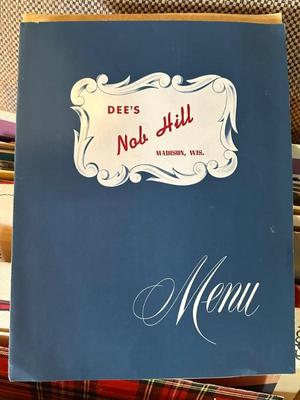 DEE'S
Nob Hill
MADISON, WIS.
Menu